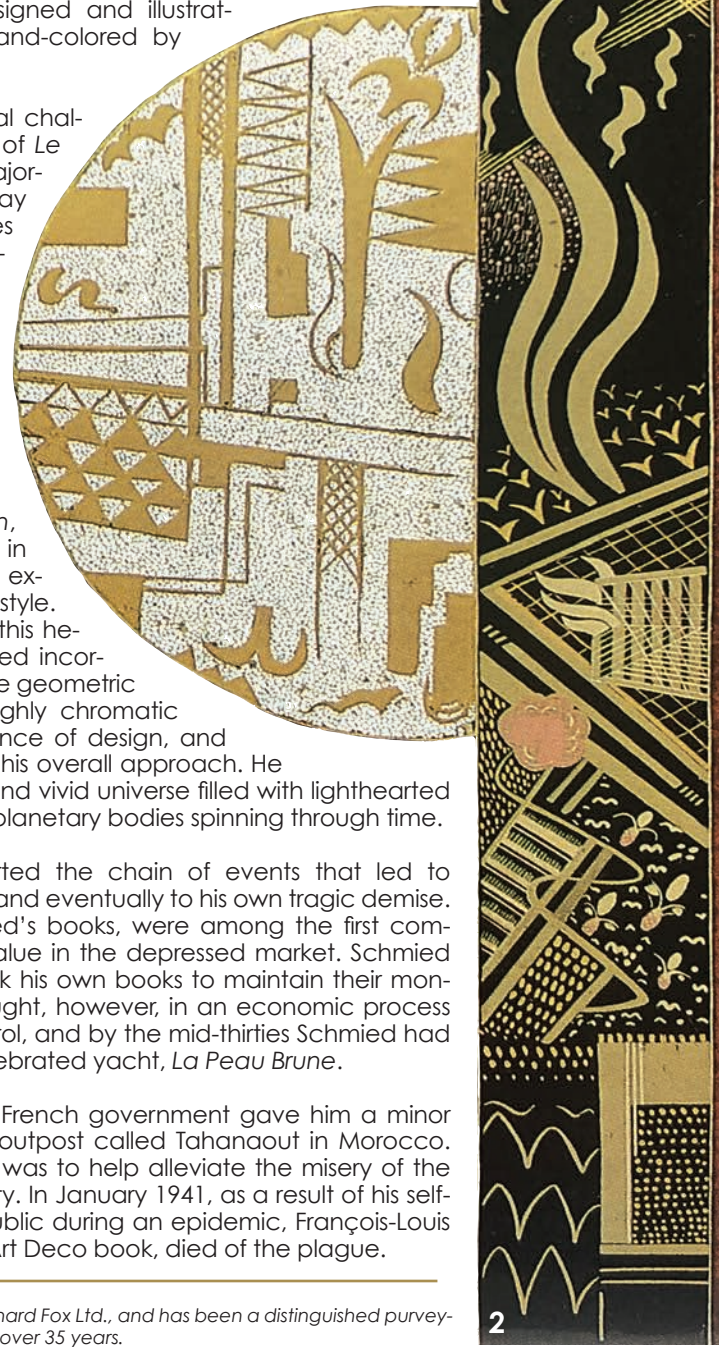 signed and illustrat-
and-colored by
al chal-
of Le
ajor-
ay
es
-
n,
in
ex-
style.
this he-
ed incor-
e geometric
ghly chromatic
nce of design, and
his overall approach. He
nd vivid universe filled with lighthearted
planetary bodies spinning through time.
rted the chain of events that led to
and eventually to his own tragic demise.
ed's books, were among the first com-
alue in the depressed market. Schmied
k his own books to maintain their mon-
ught, however, in an economic process
rol, and by the mid-thirties Schmied had
ebrated yacht, La Peau Brune.
French government gave him a minor
outpost called Tahanaout in Morocco.
was to help alleviate the misery of the
ry. In January 1941, as a result of his self-
ublic during an epidemic, François-Louis
Art Deco book, died of the plague.
hard Fox Ltd., and has been a distinguished purvey-
over 35 years.
2